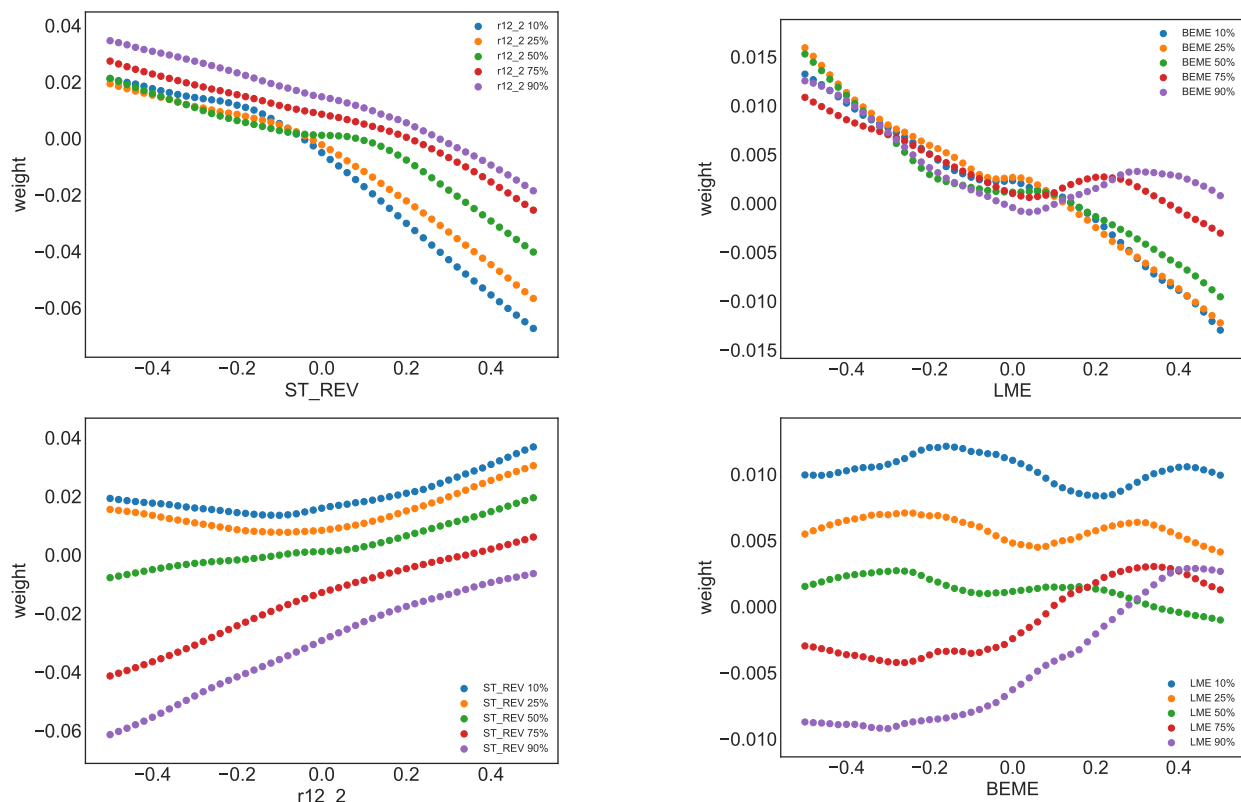 0.04
0.02
0.00
−0.02
−0.04
−0.06
weight
r12_2 10%
r12_2 25%
r12_2 50%
r12_2 75%
r12_2 90%
−0.4 −0.2 0.0 0.2 0.4
ST_REV
0.015
0.010
0.005
0.000
−0.005
−0.010
−0.015
weight
BEME 10%
BEME 25%
BEME 50%
BEME 75%
BEME 90%
−0.4 −0.2 0.0 0.2 0.4
LME
0.04
0.02
0.00
−0.02
−0.04
−0.06
weight
ST_REV 10%
ST_REV 25%
ST_REV 50%
ST_REV 75%
ST_REV 90%
−0.4 −0.2 0.0 0.2 0.4
r12_2
0.010
0.005
0.000
−0.005
−0.010
weight
LME 10%
LME 25%
LME 50%
LME 75%
LME 90%
−0.4 −0.2 0.0 0.2 0.4
BEME